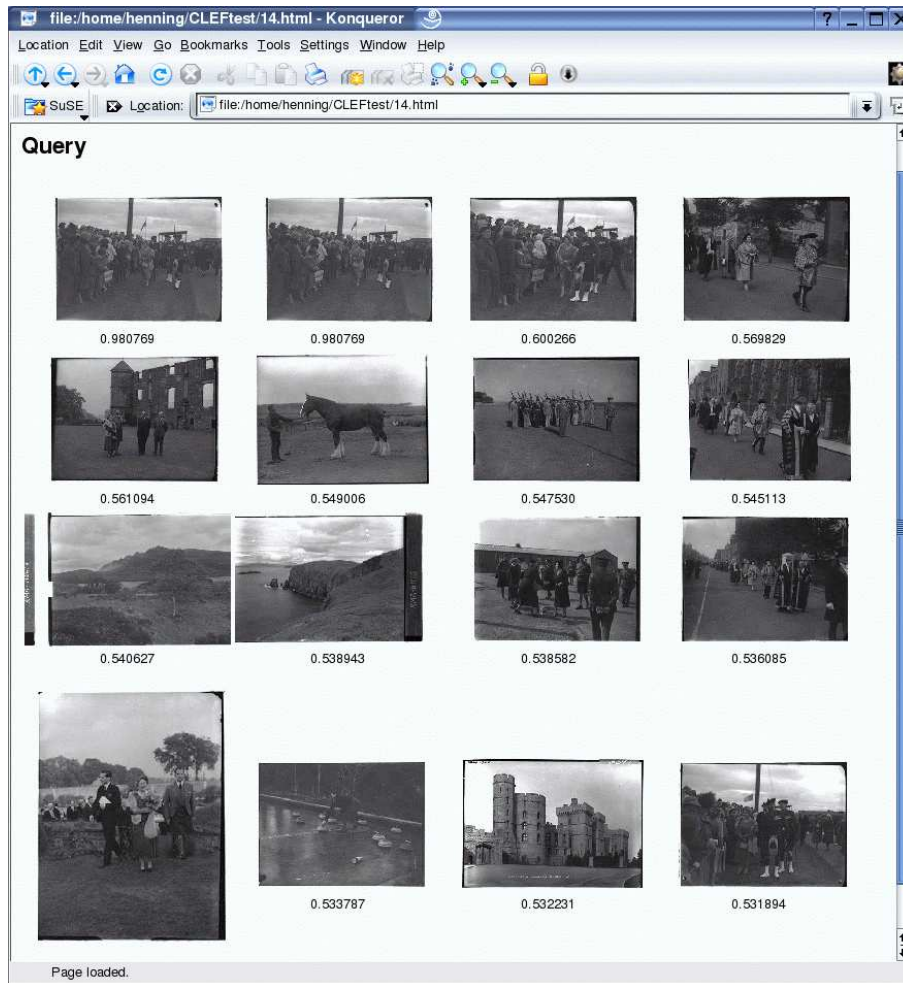 file:/home/henning/CLEFtest/14.html - Konqueror
Location Edit View Go Bookmarks Tools Settings Window Help
SuSE Location: file:/home/henning/CLEFtest/14.html
Query
0.980769 0.980769 0.600266 0.569829
0.561094 0.549006 0.547530 0.545113
0.540627 0.538943 0.538582 0.536085
0.533787 0.532231 0.531894
Page loaded.